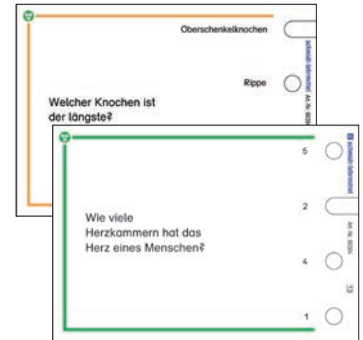 Oberschenkelknochen
Rippe
Welcher Knochen ist
der längste?
5
2
4
1
Wie viele
Herzkammern hat das
Herz eines Menschen?